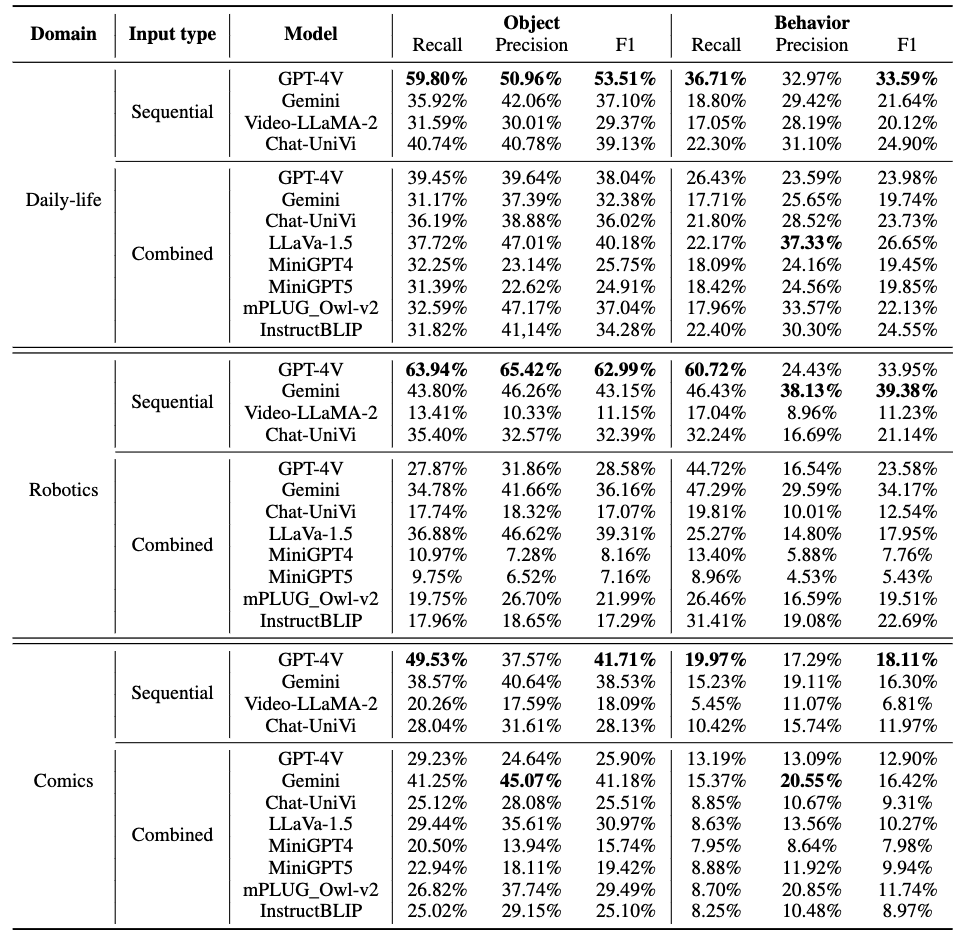 Domain Input type Model Object Behavior
Recall Precision F1 Recall Precision F1
GPT-4V 59.80% 50.96% 53.51% 36.71% 32.97% 33.59%
Gemini 35.92% 42.06% 37.10% 18.80% 29.42% 21.64%
Sequential
Video-LLaMA-2 31.59% 30.01% 29.37% 17.05% 28.19% 20.12%
Chat-UniVi 40.74% 40.78% 39.13% 22.30% 31.10% 24.90%
GPT-4V 39.45% 39.64% 38.04% 26.43% 23.59% 23.98%
Daily-life Gemini 31.17% 37.39% 32.38% 17.71% 25.65% 19.74%
Chat-UniVi 36.19% 38.88% 36.02% 21.80% 28.52% 23.73%
LLaVa-1.5 37.72% 47.01% 40.18% 22.17% 37.33% 26.65%
Combined
MiniGPT4 32.25% 23.14% 25.75% 18.09% 24.16% 19.45%
MiniGPT5 31.39% 22.62% 24.91% 18.42% 24.56% 19.85%
mPLUG_Owl-v2 32.59% 47.17% 37.04% 17.96% 33.57% 22.13%
InstructBLIP 31.82% 41,14% 34.28% 22.40% 30.30% 24.55%
GPT-4V 63.94% 65.42% 62.99% 60.72% 24.43% 33.95%
Gemini 43.80% 46.26% 43.15% 46.43% 38.13% 39.38%
Sequential
Video-LLaMA-2 13.41% 10.33% 11.15% 17.04% 8.96% 11.23%
Chat-UniVi 35.40% 32.57% 32.39% 32.24% 16.69% 21.14%
GPT-4V 27.87% 31.86% 28.58% 44.72% 16.54% 23.58%
Robotics Gemini 34.78% 41.66% 36.16% 47.29% 29.59% 34.17%
Chat-UniVi 17.74% 18.32% 17.07% 19.81% 10.01% 12.54%
LLaVa-1.5 36.88% 46.62% 39.31% 25.27% 14.80% 17.95%
Combined
MiniGPT4 10.97% 7.28% 8.16% 13.40% 5.88% 7.76%
MiniGPT5 9.75% 6.52% 7.16% 8.96% 4.53% 5.43%
mPLUG_Owl-v2 19.75% 26.70% 21.99% 26.46% 16.59% 19.51%
InstructBLIP 17.96% 18.65% 17.29% 31.41% 19.08% 22.69%
GPT-4V 49.53% 37.57% 41.71% 19.97% 17.29% 18.11%
Gemini 38.57% 40.64% 38.53% 15.23% 19.11% 16.30%
Sequential
Video-LLaMA-2 20.26% 17.59% 18.09% 5.45% 11.07% 6.81%
Chat-UniVi 28.04% 31.61% 28.13% 10.42% 15.74% 11.97%
GPT-4V 29.23% 24.64% 25.90% 13.19% 13.09% 12.90%
Comics Gemini 41.25% 45.07% 41.18% 15.37% 20.55% 16.42%
Chat-UniVi 25.12% 28.08% 25.51% 8.85% 10.67% 9.31%
LLaVa-1.5 29.44% 35.61% 30.97% 8.63% 13.56% 10.27%
Combined
MiniGPT4 20.50% 13.94% 15.74% 7.95% 8.64% 7.98%
MiniGPT5 22.94% 18.11% 19.42% 8.88% 11.92% 9.94%
mPLUG_Owl-v2 26.82% 37.74% 29.49% 8.70% 20.85% 11.74%
InstructBLIP 25.02% 29.15% 25.10% 8.25% 10.48% 8.97%